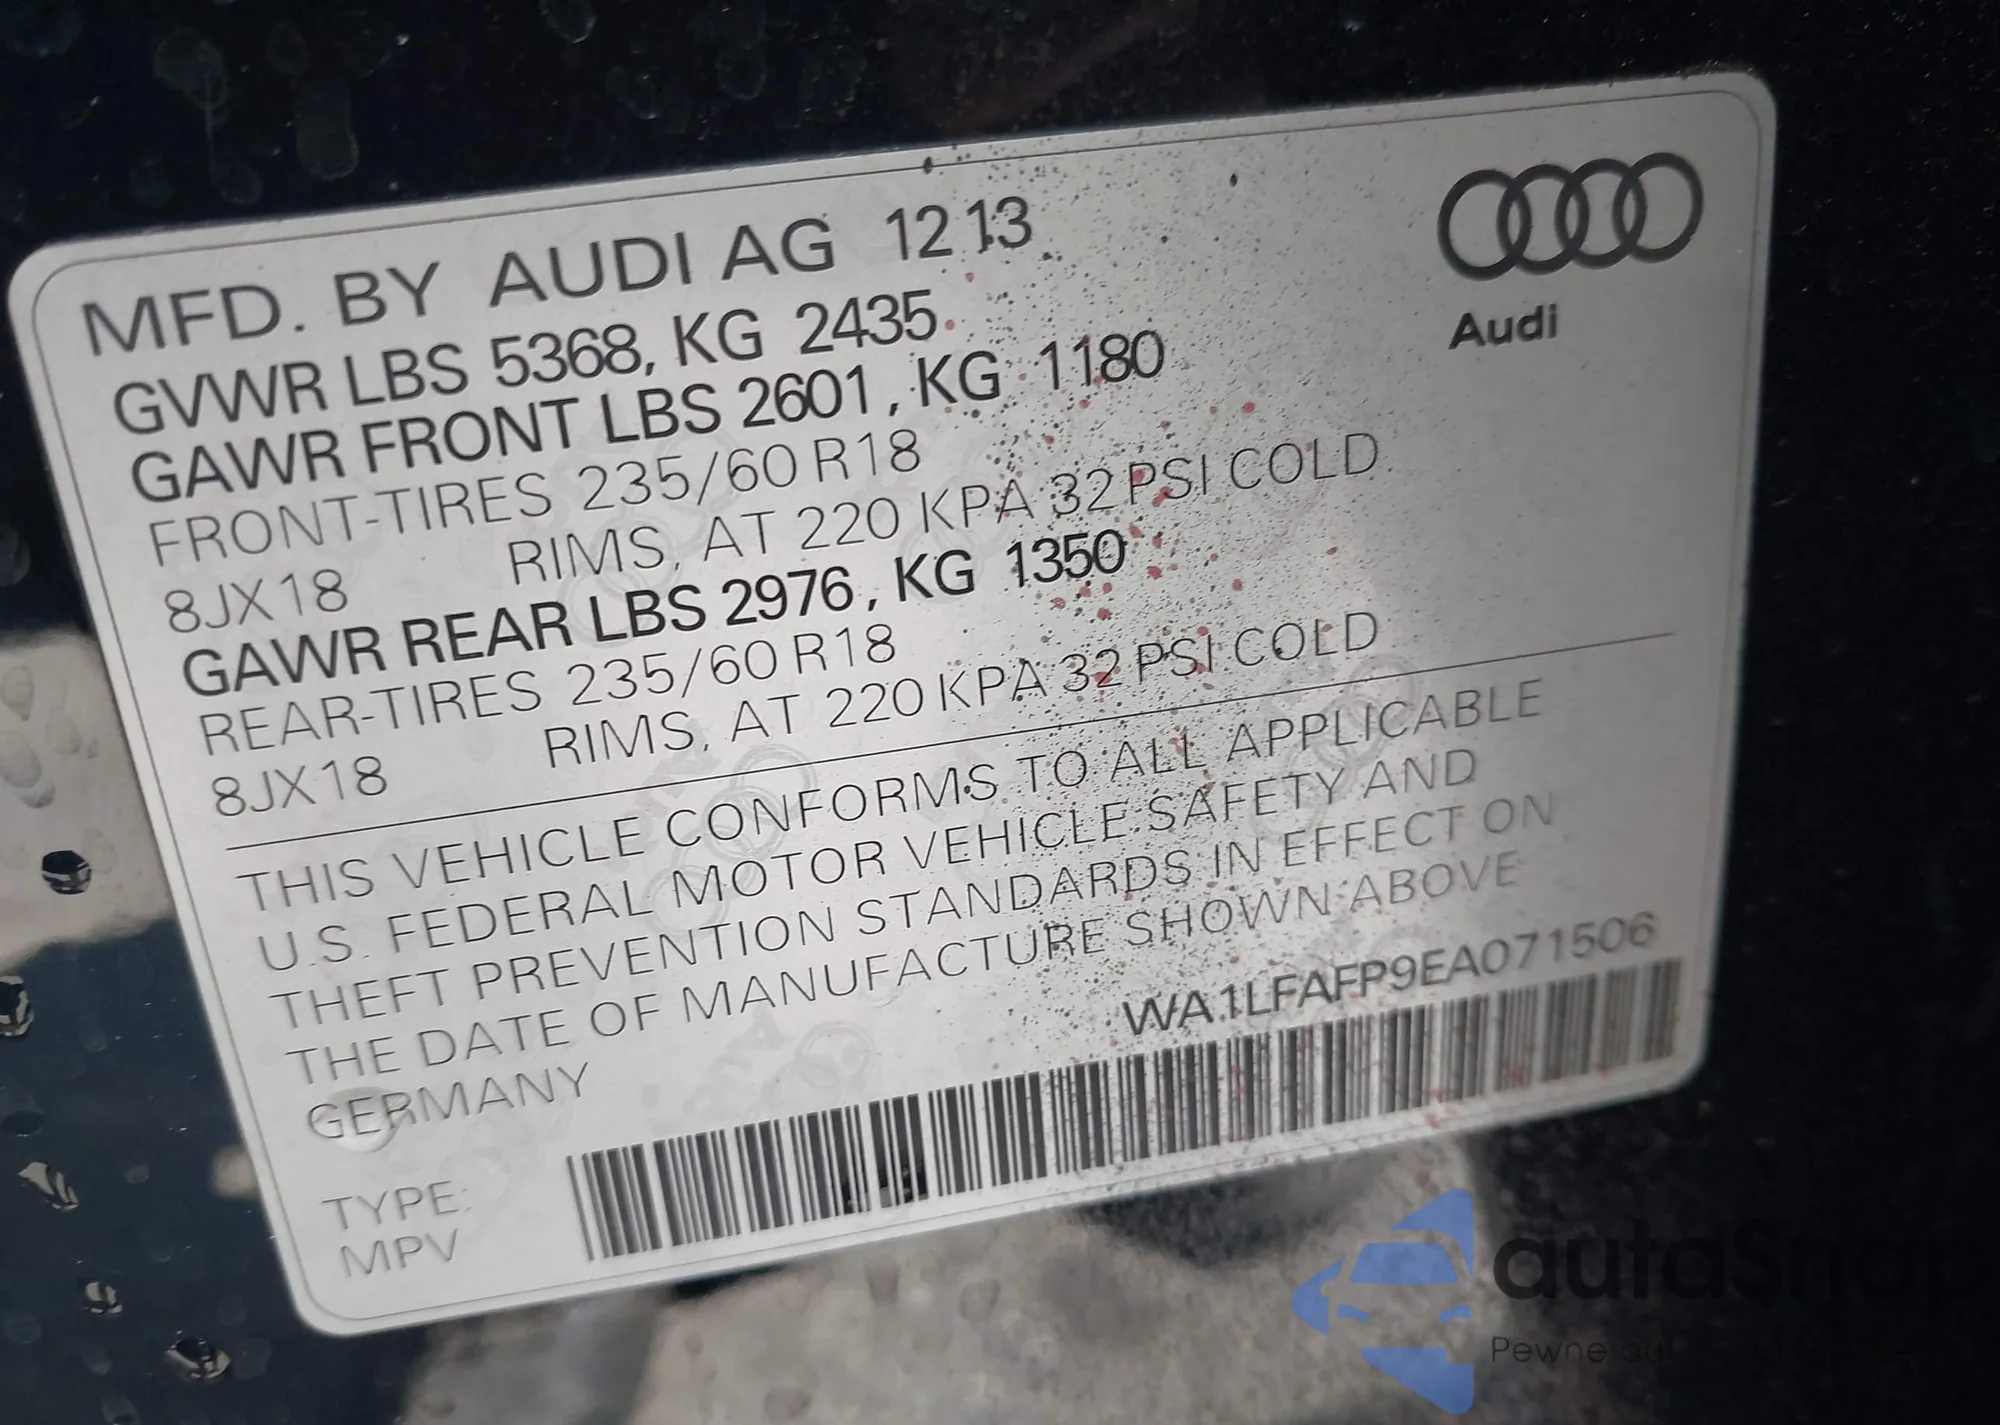 MFD. BY AUDI AG 12 13
GVWR LBS 5368, KG 2435
GAWR FRONT LBS 2601, KG 1180
FRONT-TIRES 235/60 R18
8JX18 RIMS, AT 220 KPA 32 PSI COLD
GAWR REAR LBS 2976, KG 1350
REAR-TIRES 235/60 R18
8JX18 RIMS, AT 220 KPA 32 PSI COLD
Audi
THIS VEHICLE CONFORMS TO ALL APPLICABLE
U.S. FEDERAL MOTOR VEHICLE SAFETY AND
THEFT PREVENTION STANDARDS IN EFFECT ON
THE DATE OF MANUFACTURE SHOWN ABOVE
GERMANY
WA1LFAFP9EA071506
TYPE:
MPV
autaSnap
Pewne